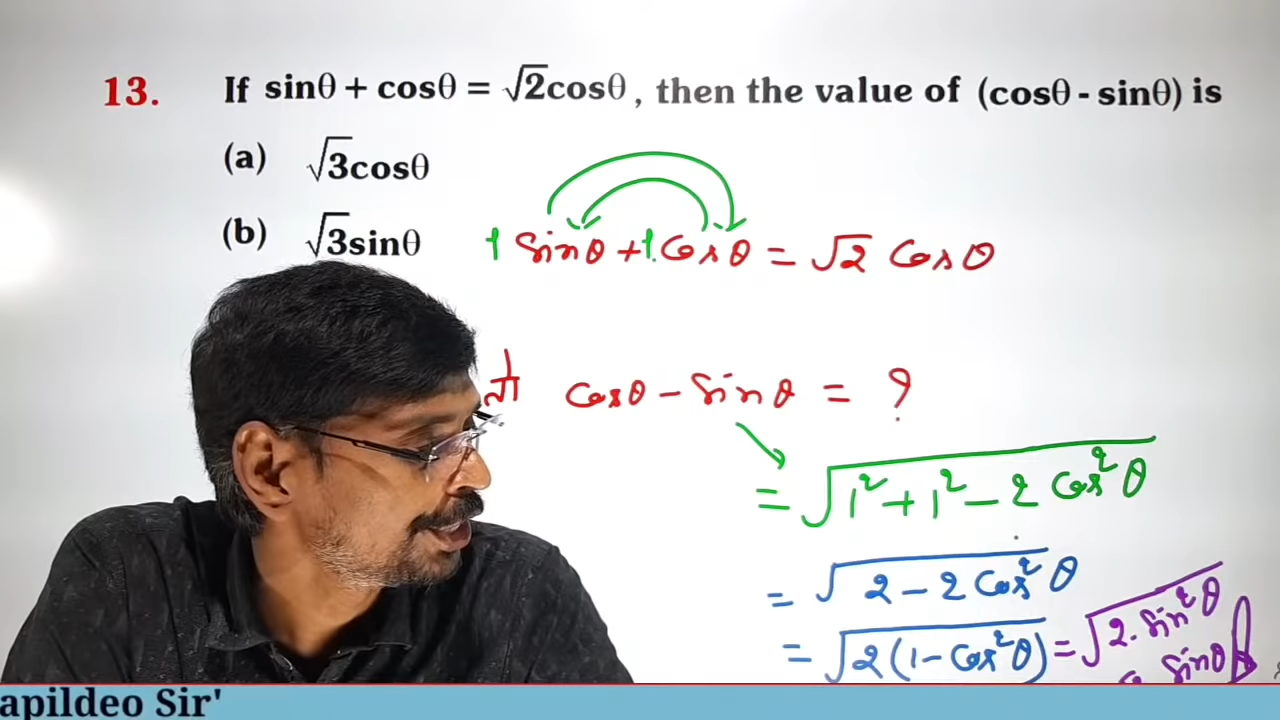 13. If sinθ + cosθ = √2cosθ, then the value of (cosθ - sinθ) is
(a) √3cosθ
(b) √3sinθ
1 Sinθ + 1. Cosθ = √2 Cosθ
Cosθ - Sinθ = ?
= √1² + 1² - 2 Cos²θ
= √2 - 2 Cos²θ
= √2(1 - Cos²θ) = √2. Sin²θ
Sinθ
apildeo Sir'